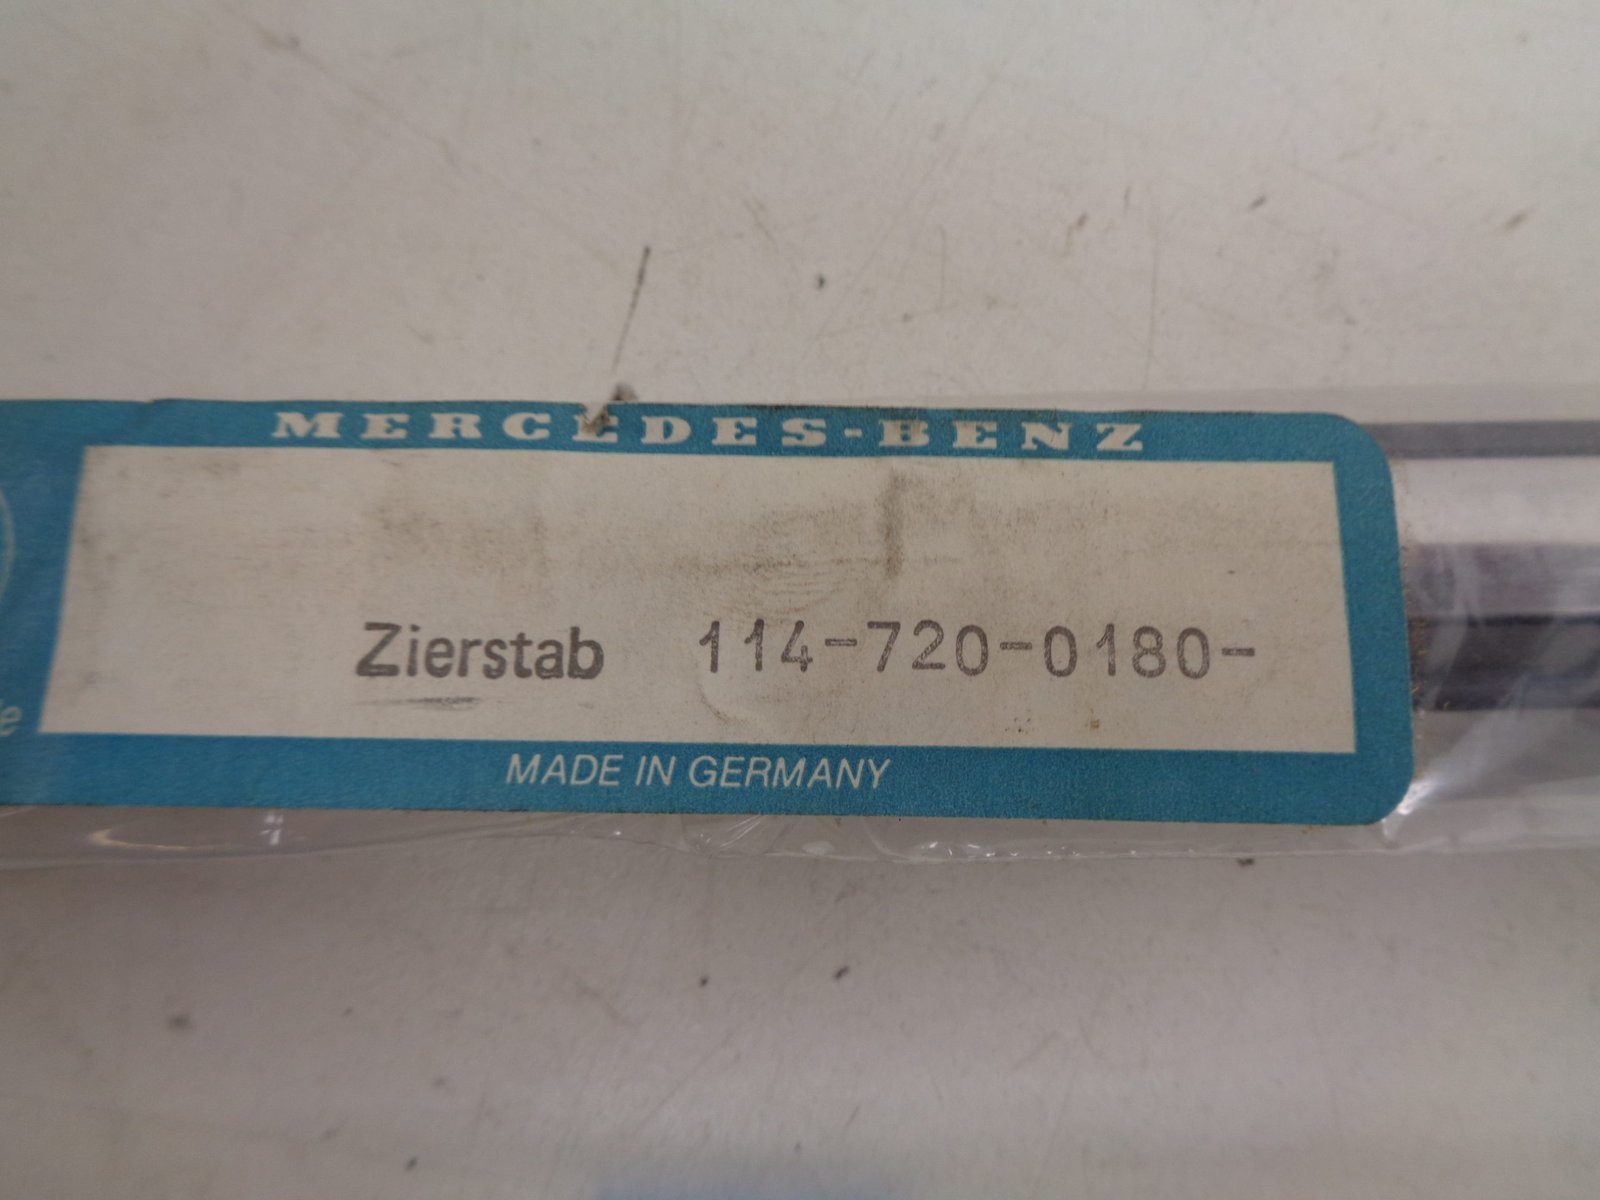 MERCEDES-BENZ
Zierstab 114-720-0180-
MADE IN GERMANY